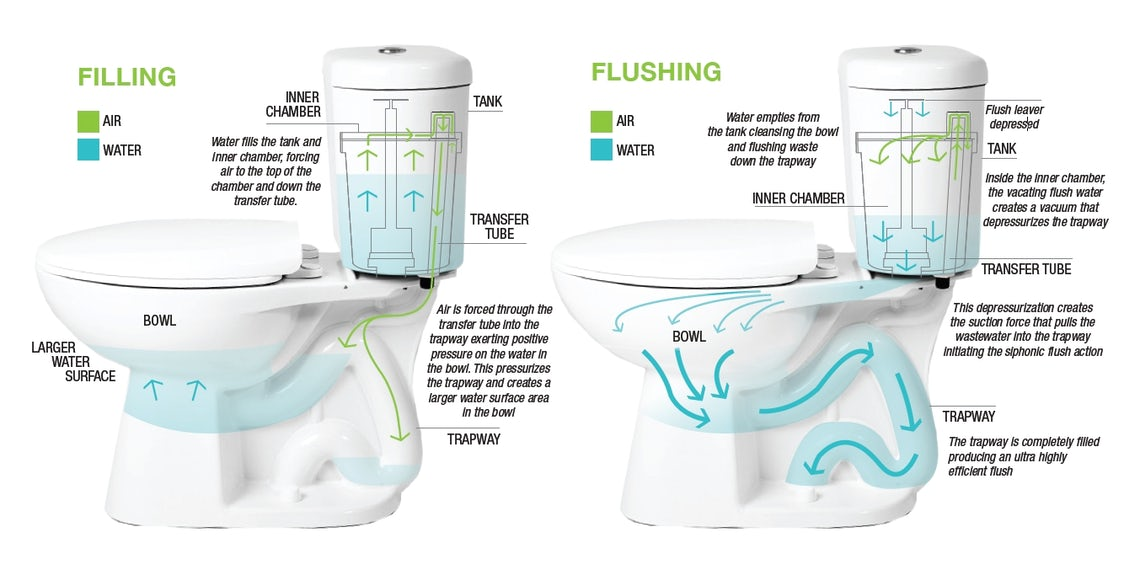 FILLING
AIR
WATER
INNER
CHAMBER
TANK
Water fills the tank and
Inner chamber, forcing
air to the top of the
chamber and down the
transfer tube.
TRANSFER
TUBE
BOWL
LARGER
WATER
SURFACE
Air is forced through the
transfer tube into the
trapway exerting positive
pressure on the water in
the bowl. This pressurizes
the trapway and creates a
larger water surface area
in the bowl
TRAPWAY
FLUSHING
AIR
WATER
Water empties from
the tank cleansing the bowl
and flushing waste
down the trapway
Flush leaver
depressed
TANK
INNER CHAMBER
Inside the inner chamber,
the vacating flush water
creates a vacuum that
depressurizes the trapway
TRANSFER TUBE
BOWL
This depressurization creates
the suction force that pulls the
wastewater into the trapway
initiating the siphonic flush action
TRAPWAY
The trapway is completely filled
producing an ultra highly
efficient flush